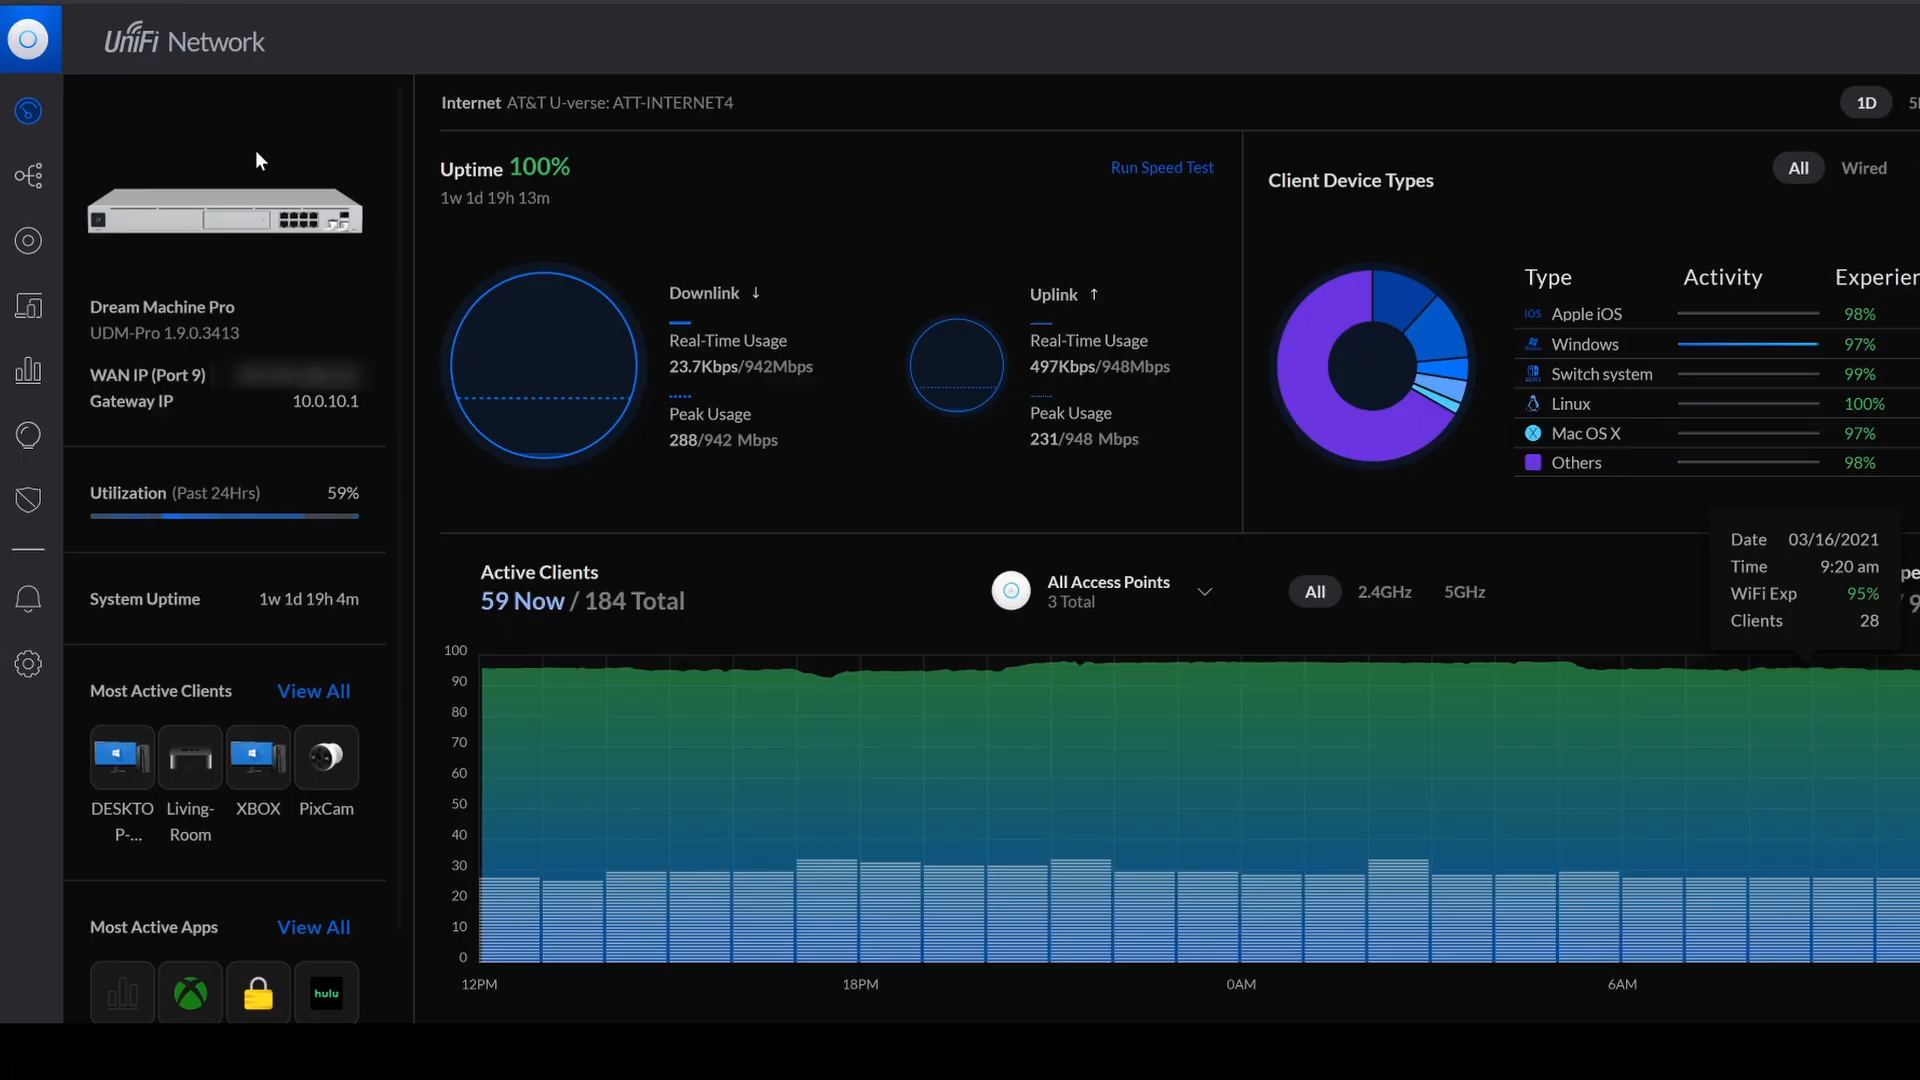 UniFi Network
Internet AT&T U-verse: ATT-INTERNET4
1D
Uptime 100%
1w 1d 19h 13m
Run Speed Test
Downlink ↓
Real-Time Usage
23.7Kbps/942Mbps
Peak Usage
288/942 Mbps
Uplink ↑
Real-Time Usage
497Kbps/948Mbps
Peak Usage
231/948 Mbps
Client Device Types
All Wired
Type Activity Experien
iOS Apple iOS 98%
Windows 97%
Switch system 99%
Linux 100%
Mac OS X 97%
Others 98%
Dream Machine Pro
UDM-Pro 1.9.0.3413
WAN IP (Port 9)
Gateway IP 10.0.10.1
Utilization (Past 24Hrs) 59%
System Uptime 1w 1d 19h 4m
Most Active Clients View All
DESKTO
P-...
Living-
Room
XBOX
PixCam
Most Active Apps View All
hulu
Active Clients
59 Now / 184 Total
All Access Points
3 Total
All 2.4GHz 5GHz
Date 03/16/2021
Time 9:20 am
WiFi Exp 95%
Clients 28
100
90
80
70
60
50
40
30
20
10
0
12PM 18PM 0AM 6AM